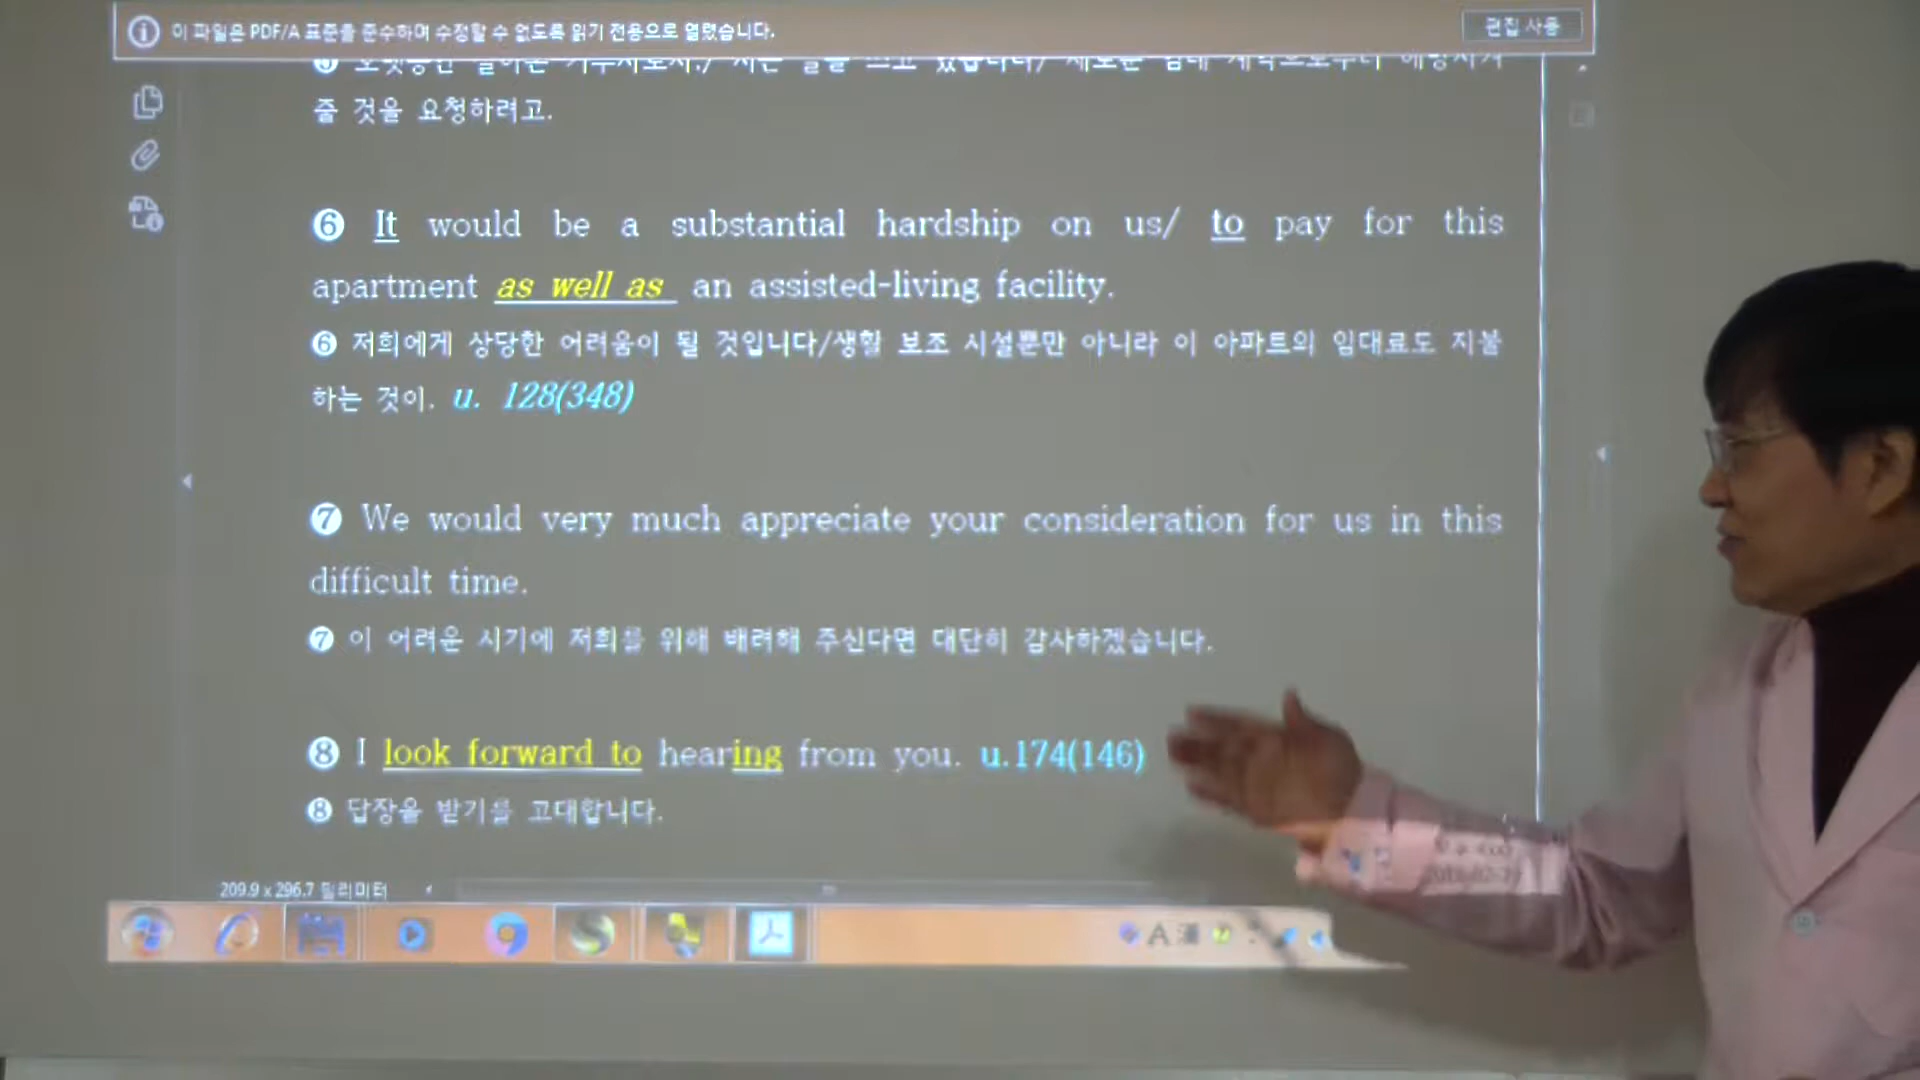 이 파일은 PDF/A 표준을 준수하며 수정할 수 없도록 읽기 전용으로 열렸습니다.
편집 사용
줄 것을 요청하려고.
❻ It would be a substantial hardship on us/ to pay for this
apartment as well as an assisted-living facility.
❻ 저희에게 상당한 어려움이 될 것입니다/생활 보조 시설뿐만 아니라 이 아파트의 임대료도 지불
하는 것이. u. 128(348)
❼ We would very much appreciate your consideration for us in this
difficult time.
❼ 이 어려운 시기에 저희를 위해 배려해 주신다면 대단히 감사하겠습니다.
❽ I look forward to hearing from you. u.174(146)
❽ 답장을 받기를 고대합니다.
209.9 x 296.7 밀리미터
A 漢